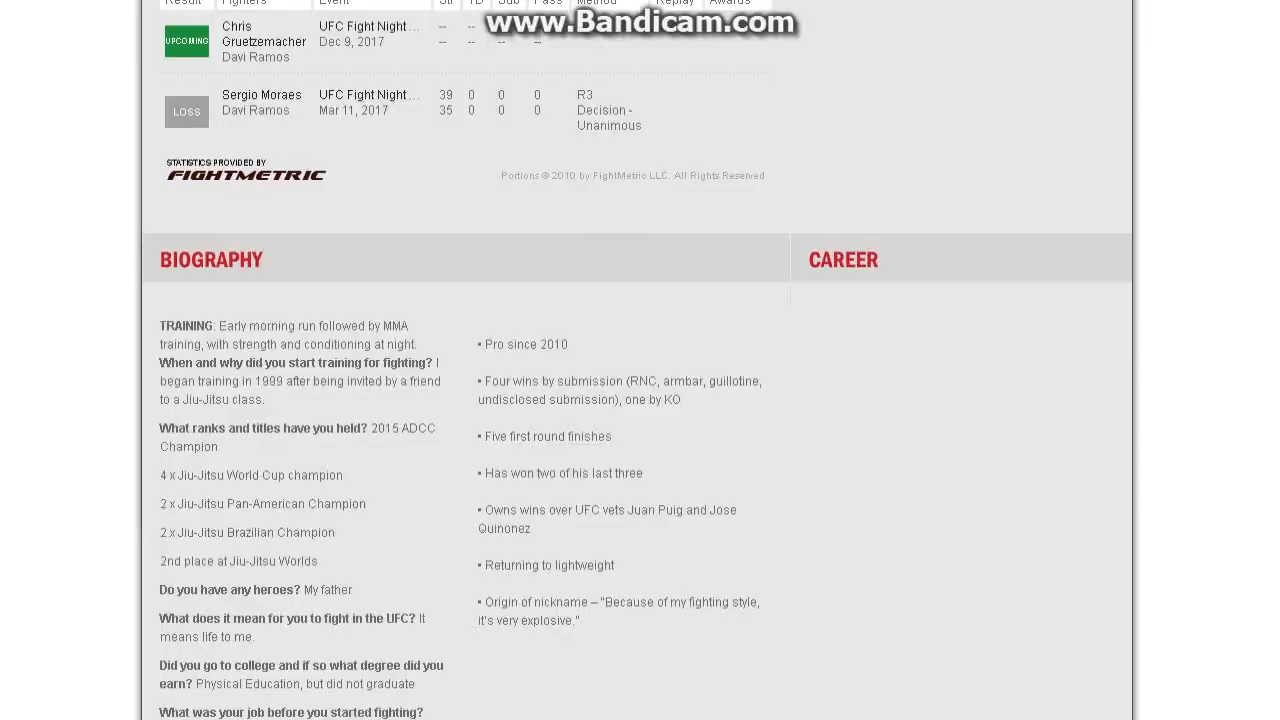 Result Fighters Event Str TD Sub Pass Method Replay Awards
www.Bandicam.com
UPCOMING
Chris Gruetzemacher
Davi Ramos
UFC Fight Night ...
Dec 9, 2017
-- -- -- --
-- -- -- --
LOSS
Sergio Moraes
Davi Ramos
UFC Fight Night ...
Mar 11, 2017
39 0 0 0
35 0 0 0
R3
Decision -
Unanimous
STATISTICS PROVIDED BY
FIGHTMETRIC
Portions © 2010 by FightMetric LLC. All Rights Reserved
BIOGRAPHY
CAREER
TRAINING: Early morning run followed by MMA
training, with strength and conditioning at night.
When and why did you start training for fighting? I
began training in 1999 after being invited by a friend
to a Jiu-Jitsu class.
What ranks and titles have you held? 2015 ADCC
Champion
4 x Jiu-Jitsu World Cup champion
2 x Jiu-Jitsu Pan-American Champion
2 x Jiu-Jitsu Brazilian Champion
2nd place at Jiu-Jitsu Worlds
Do you have any heroes? My father
What does it mean for you to fight in the UFC? It
means life to me.
Did you go to college and if so what degree did you
earn? Physical Education, but did not graduate
What was your job before you started fighting?
• Pro since 2010
• Four wins by submission (RNC, armbar, guillotine,
undisclosed submission), one by KO
• Five first round finishes
• Has won two of his last three
• Owns wins over UFC vets Juan Puig and Jose
Quinonez
• Returning to lightweight
• Origin of nickname – "Because of my fighting style,
it's very explosive."